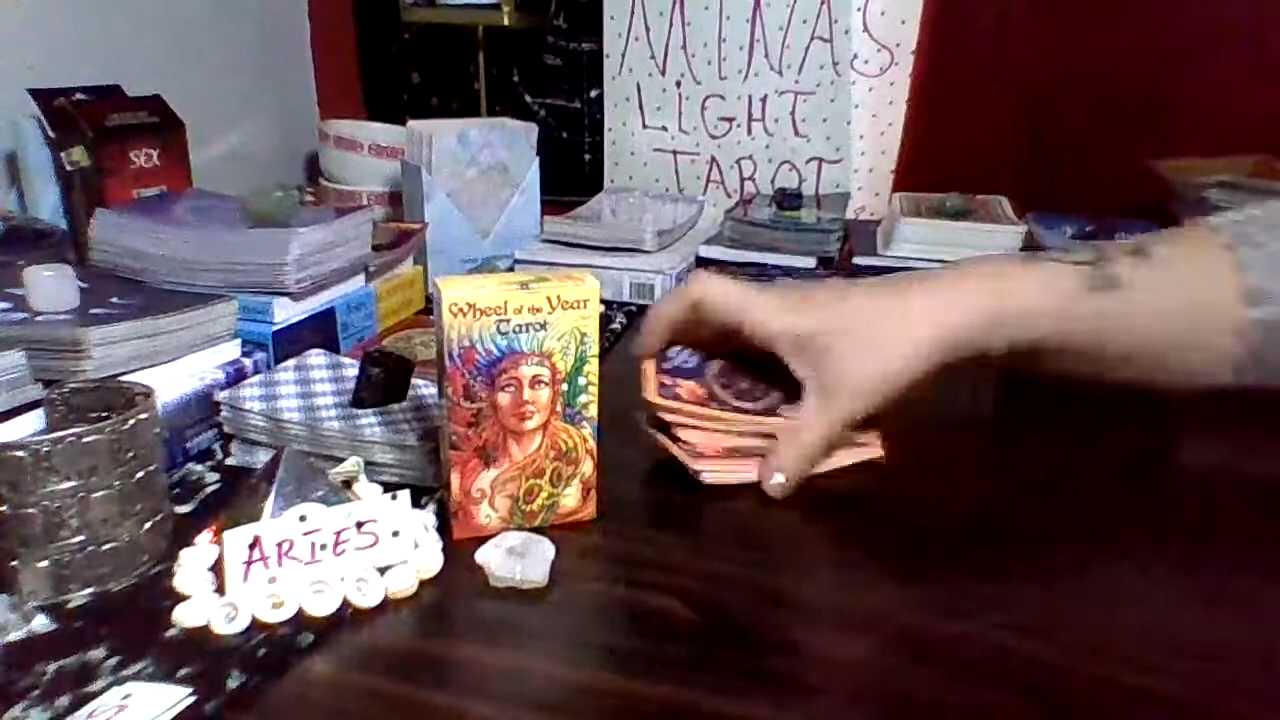 MINAS
LIGHT
TAROT
SEX
Wheel of the Year
Tarot
ARIES